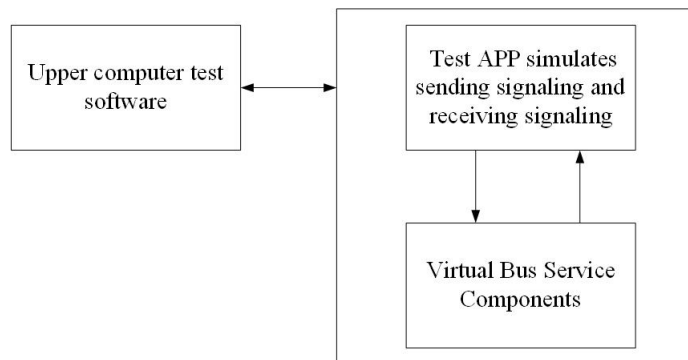 Upper computer test
software
Test APP simulates
sending signaling and
receiving signaling
Virtual Bus Service
Components